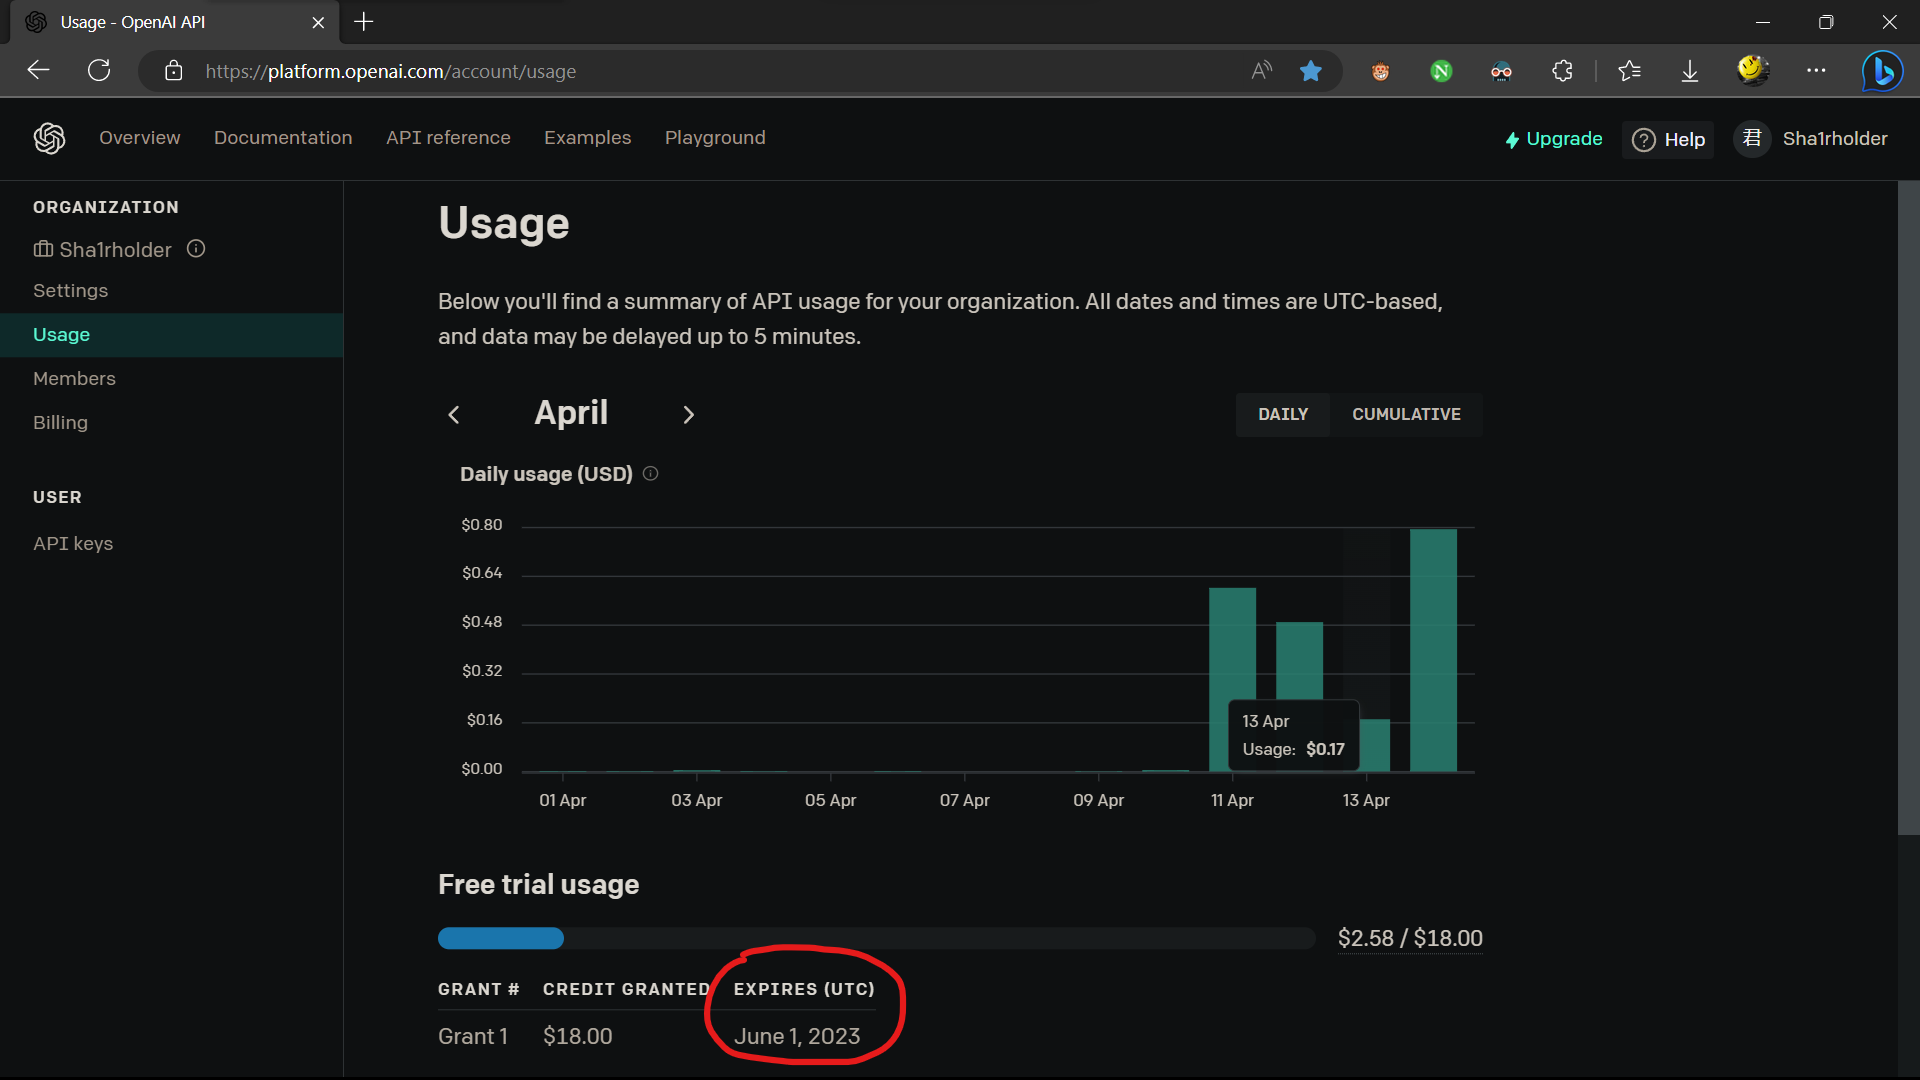 Usage - OpenAI API
https://platform.openai.com/account/usage
Overview
Documentation
API reference
Examples
Playground
Upgrade
Help
君
Sha1rholder
ORGANIZATION
Sha1rholder
Settings
Usage
Members
Billing
USER
API keys
Usage
Below you'll find a summary of API usage for your organization. All dates and times are UTC-based,
and data may be delayed up to 5 minutes.
April
DAILY
CUMULATIVE
Daily usage (USD)
$0.80
$0.64
$0.48
$0.32
$0.16
$0.00
13 Apr
Usage: $0.17
01 Apr
03 Apr
05 Apr
07 Apr
09 Apr
11 Apr
13 Apr
Free trial usage
$2.58 / $18.00
GRANT # CREDIT GRANTED EXPIRES (UTC)
Grant 1 $18.00 June 1, 2023